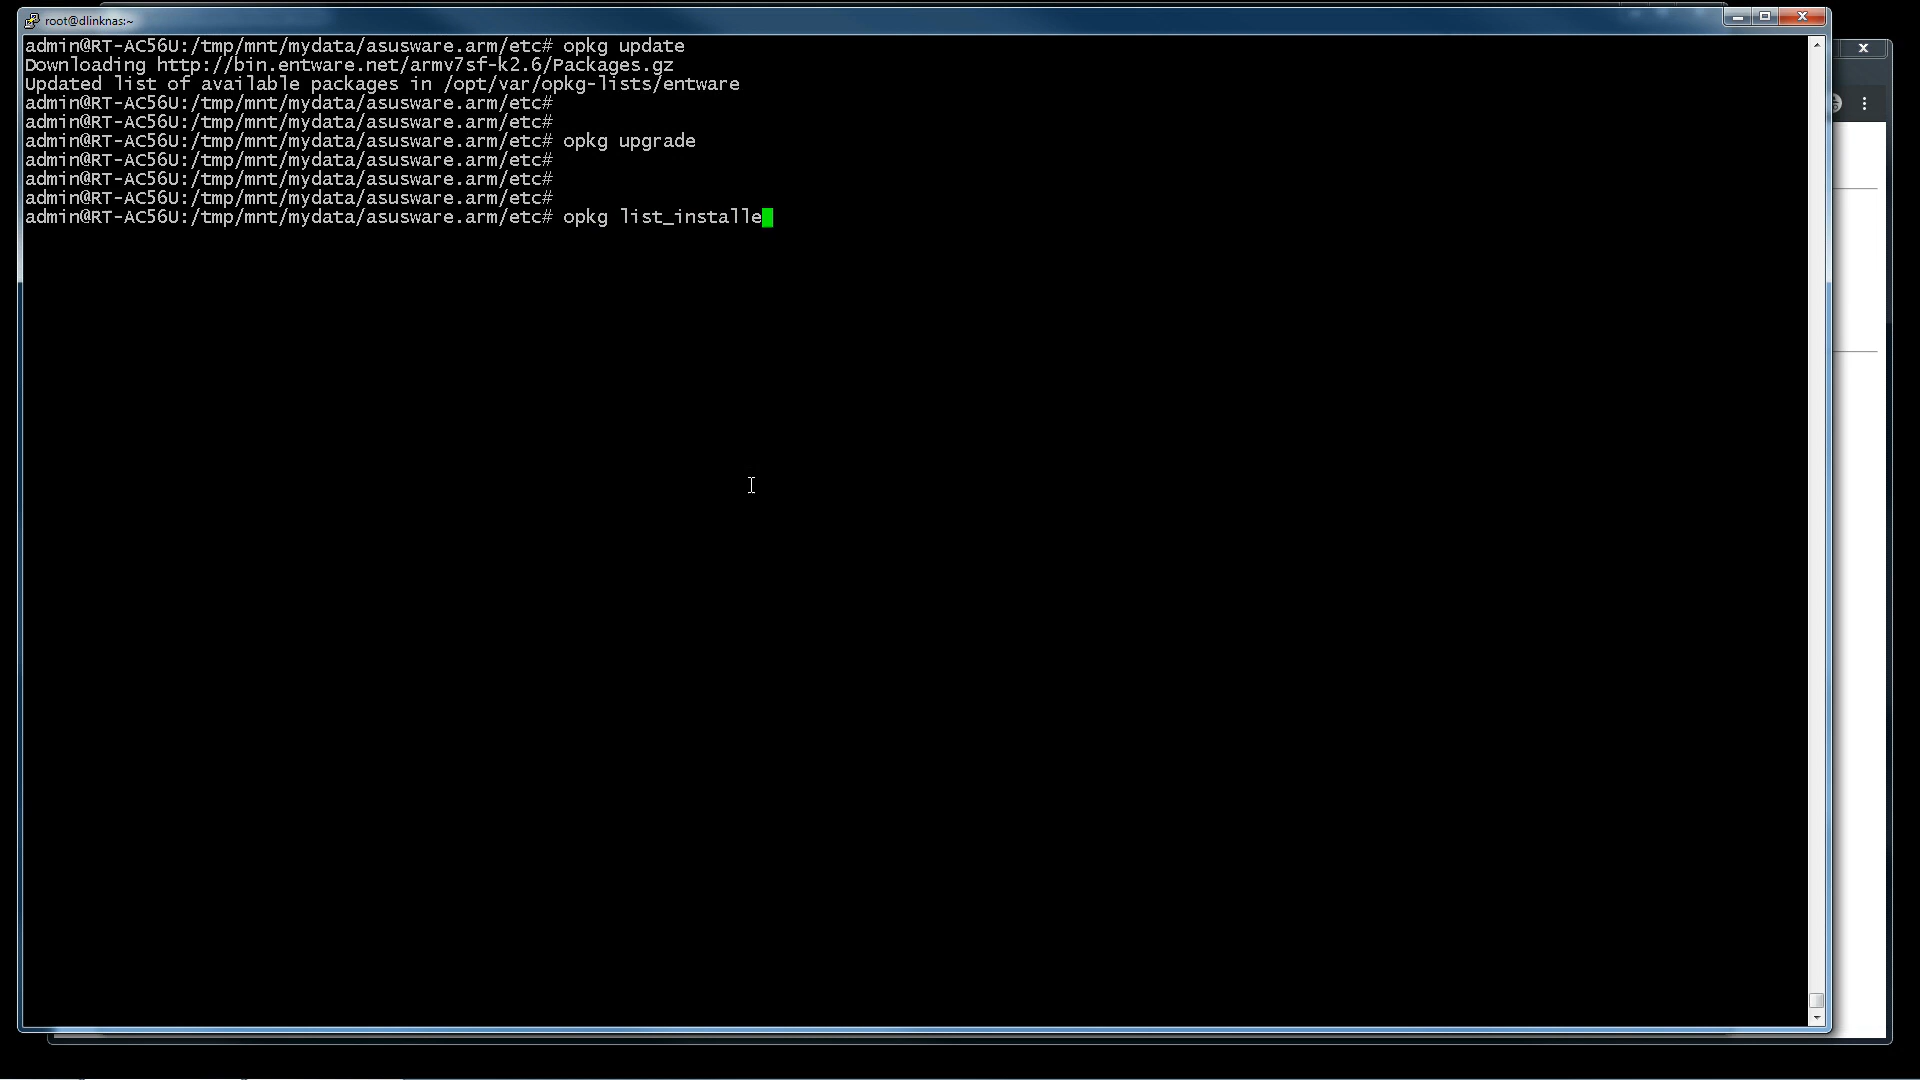 root@dlinknas:~
admin@RT-AC56U:/tmp/mnt/mydata/asusware.arm/etc# opkg update
Downloading http://bin.entware.net/armv7sf-k2.6/Packages.gz
Updated list of available packages in /opt/var/opkg-lists/entware
admin@RT-AC56U:/tmp/mnt/mydata/asusware.arm/etc#
admin@RT-AC56U:/tmp/mnt/mydata/asusware.arm/etc#
admin@RT-AC56U:/tmp/mnt/mydata/asusware.arm/etc# opkg upgrade
admin@RT-AC56U:/tmp/mnt/mydata/asusware.arm/etc#
admin@RT-AC56U:/tmp/mnt/mydata/asusware.arm/etc#
admin@RT-AC56U:/tmp/mnt/mydata/asusware.arm/etc#
admin@RT-AC56U:/tmp/mnt/mydata/asusware.arm/etc# opkg list_installe